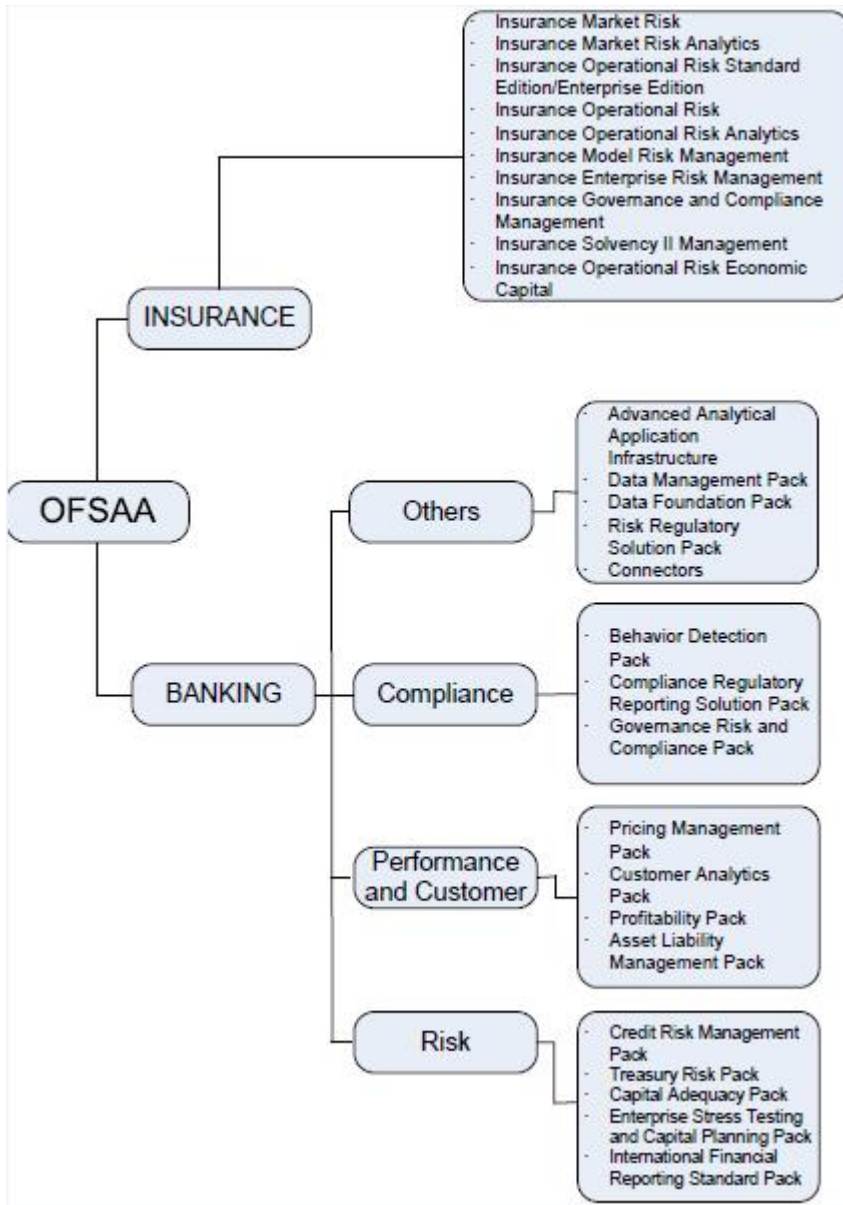 - Insurance Market Risk
- Insurance Market Risk Analytics
- Insurance Operational Risk Standard
Edition/Enterprise Edition
- Insurance Operational Risk
- Insurance Operational Risk Analytics
- Insurance Model Risk Management
- Insurance Enterprise Risk Management
- Insurance Governance and Compliance
Management
- Insurance Solvency II Management
- Insurance Operational Risk Economic
Capital
INSURANCE
OFSAA
BANKING
Others
- Advanced Analytical
Application
Infrastructure
- Data Management Pack
- Data Foundation Pack
- Risk Regulatory
Solution Pack
- Connectors
Compliance
- Behavior Detection
Pack
- Compliance Regulatory
Reporting Solution Pack
- Governance Risk and
Compliance Pack
Performance
and Customer
- Pricing Management
Pack
- Customer Analytics
Pack
- Profitability Pack
- Asset Liability
Management Pack
Risk
- Credit Risk Management
Pack
- Treasury Risk Pack
- Capital Adequacy Pack
- Enterprise Stress Testing
and Capital Planning Pack
- International Financial
Reporting Standard Pack